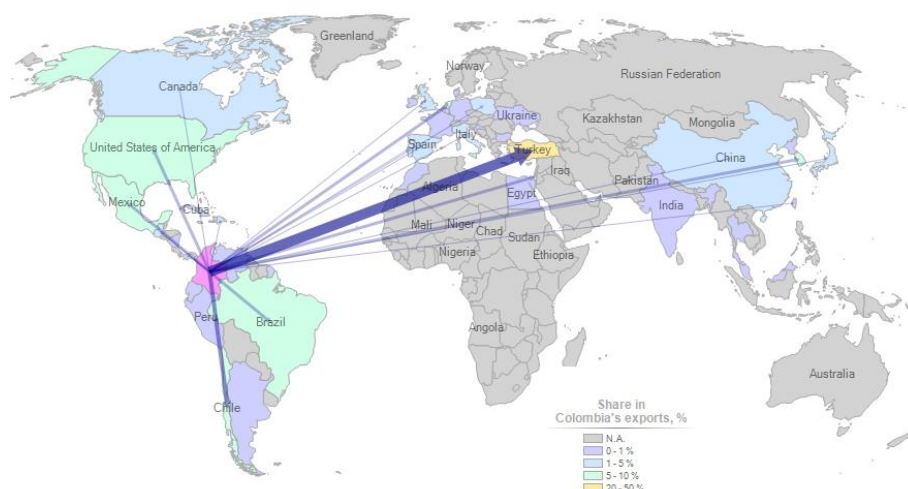 Greenland
Norway
Russian Federation
Canada
Ukraine
Kazakhstan
Mongolia
United States of America
Spain
Italy
Turkey
China
Iraq
Mexico
Cuba
Algeria
Egypt
Pakistan
India
Mali
Niger
Chad
Sudan
Nigeria
Ethiopia
Peru
Brazil
Angola
Australia
Chile
Share in
Colombia's exports, %
N.A.
0 - 1 %
1 - 5 %
5 - 10 %
20 - 50 %